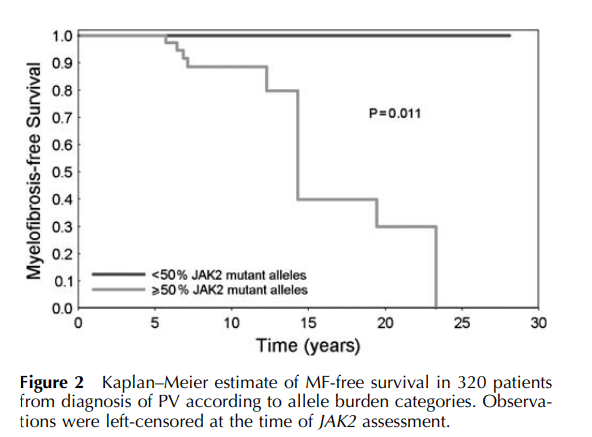 Myelofibrosis-free Survival
1.0
0.9
0.8
0.7
0.6
0.5
0.4
0.3
0.2
0.1
0.0
P=0.011
<50% JAK2 mutant alleles
⩾50% JAK2 mutant alleles
0 5 10 15 20 25 30
Time (years)
Figure 2 Kaplan–Meier estimate of MF-free survival in 320 patients
from diagnosis of PV according to allele burden categories. Observa-
tions were left-censored at the time of JAK2 assessment.